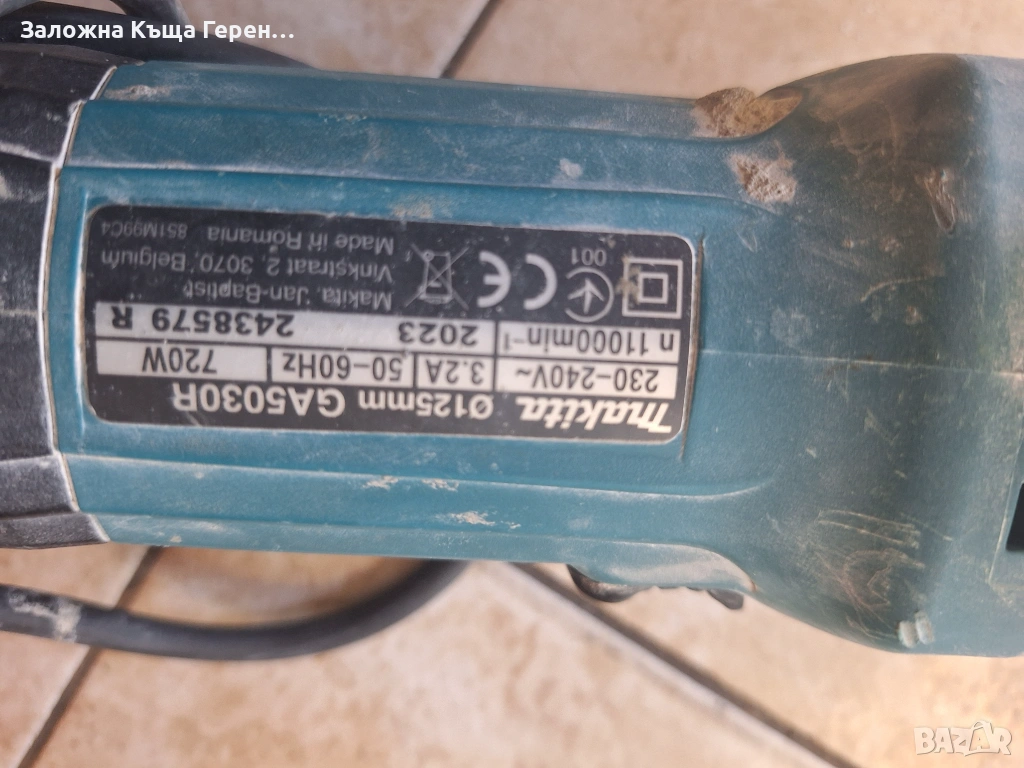 Заложна Къща Герен...
makita Ø125mm GA5030R
230-240V~ 3.2A 50-60Hz 720W
n 11000min⁻¹ 2023 2438579 R
001
Makita, Jan-Baptist
Vinkstraat 2, 3070, Belgium
Made in Romania 851M99C4
CE
BAZAR